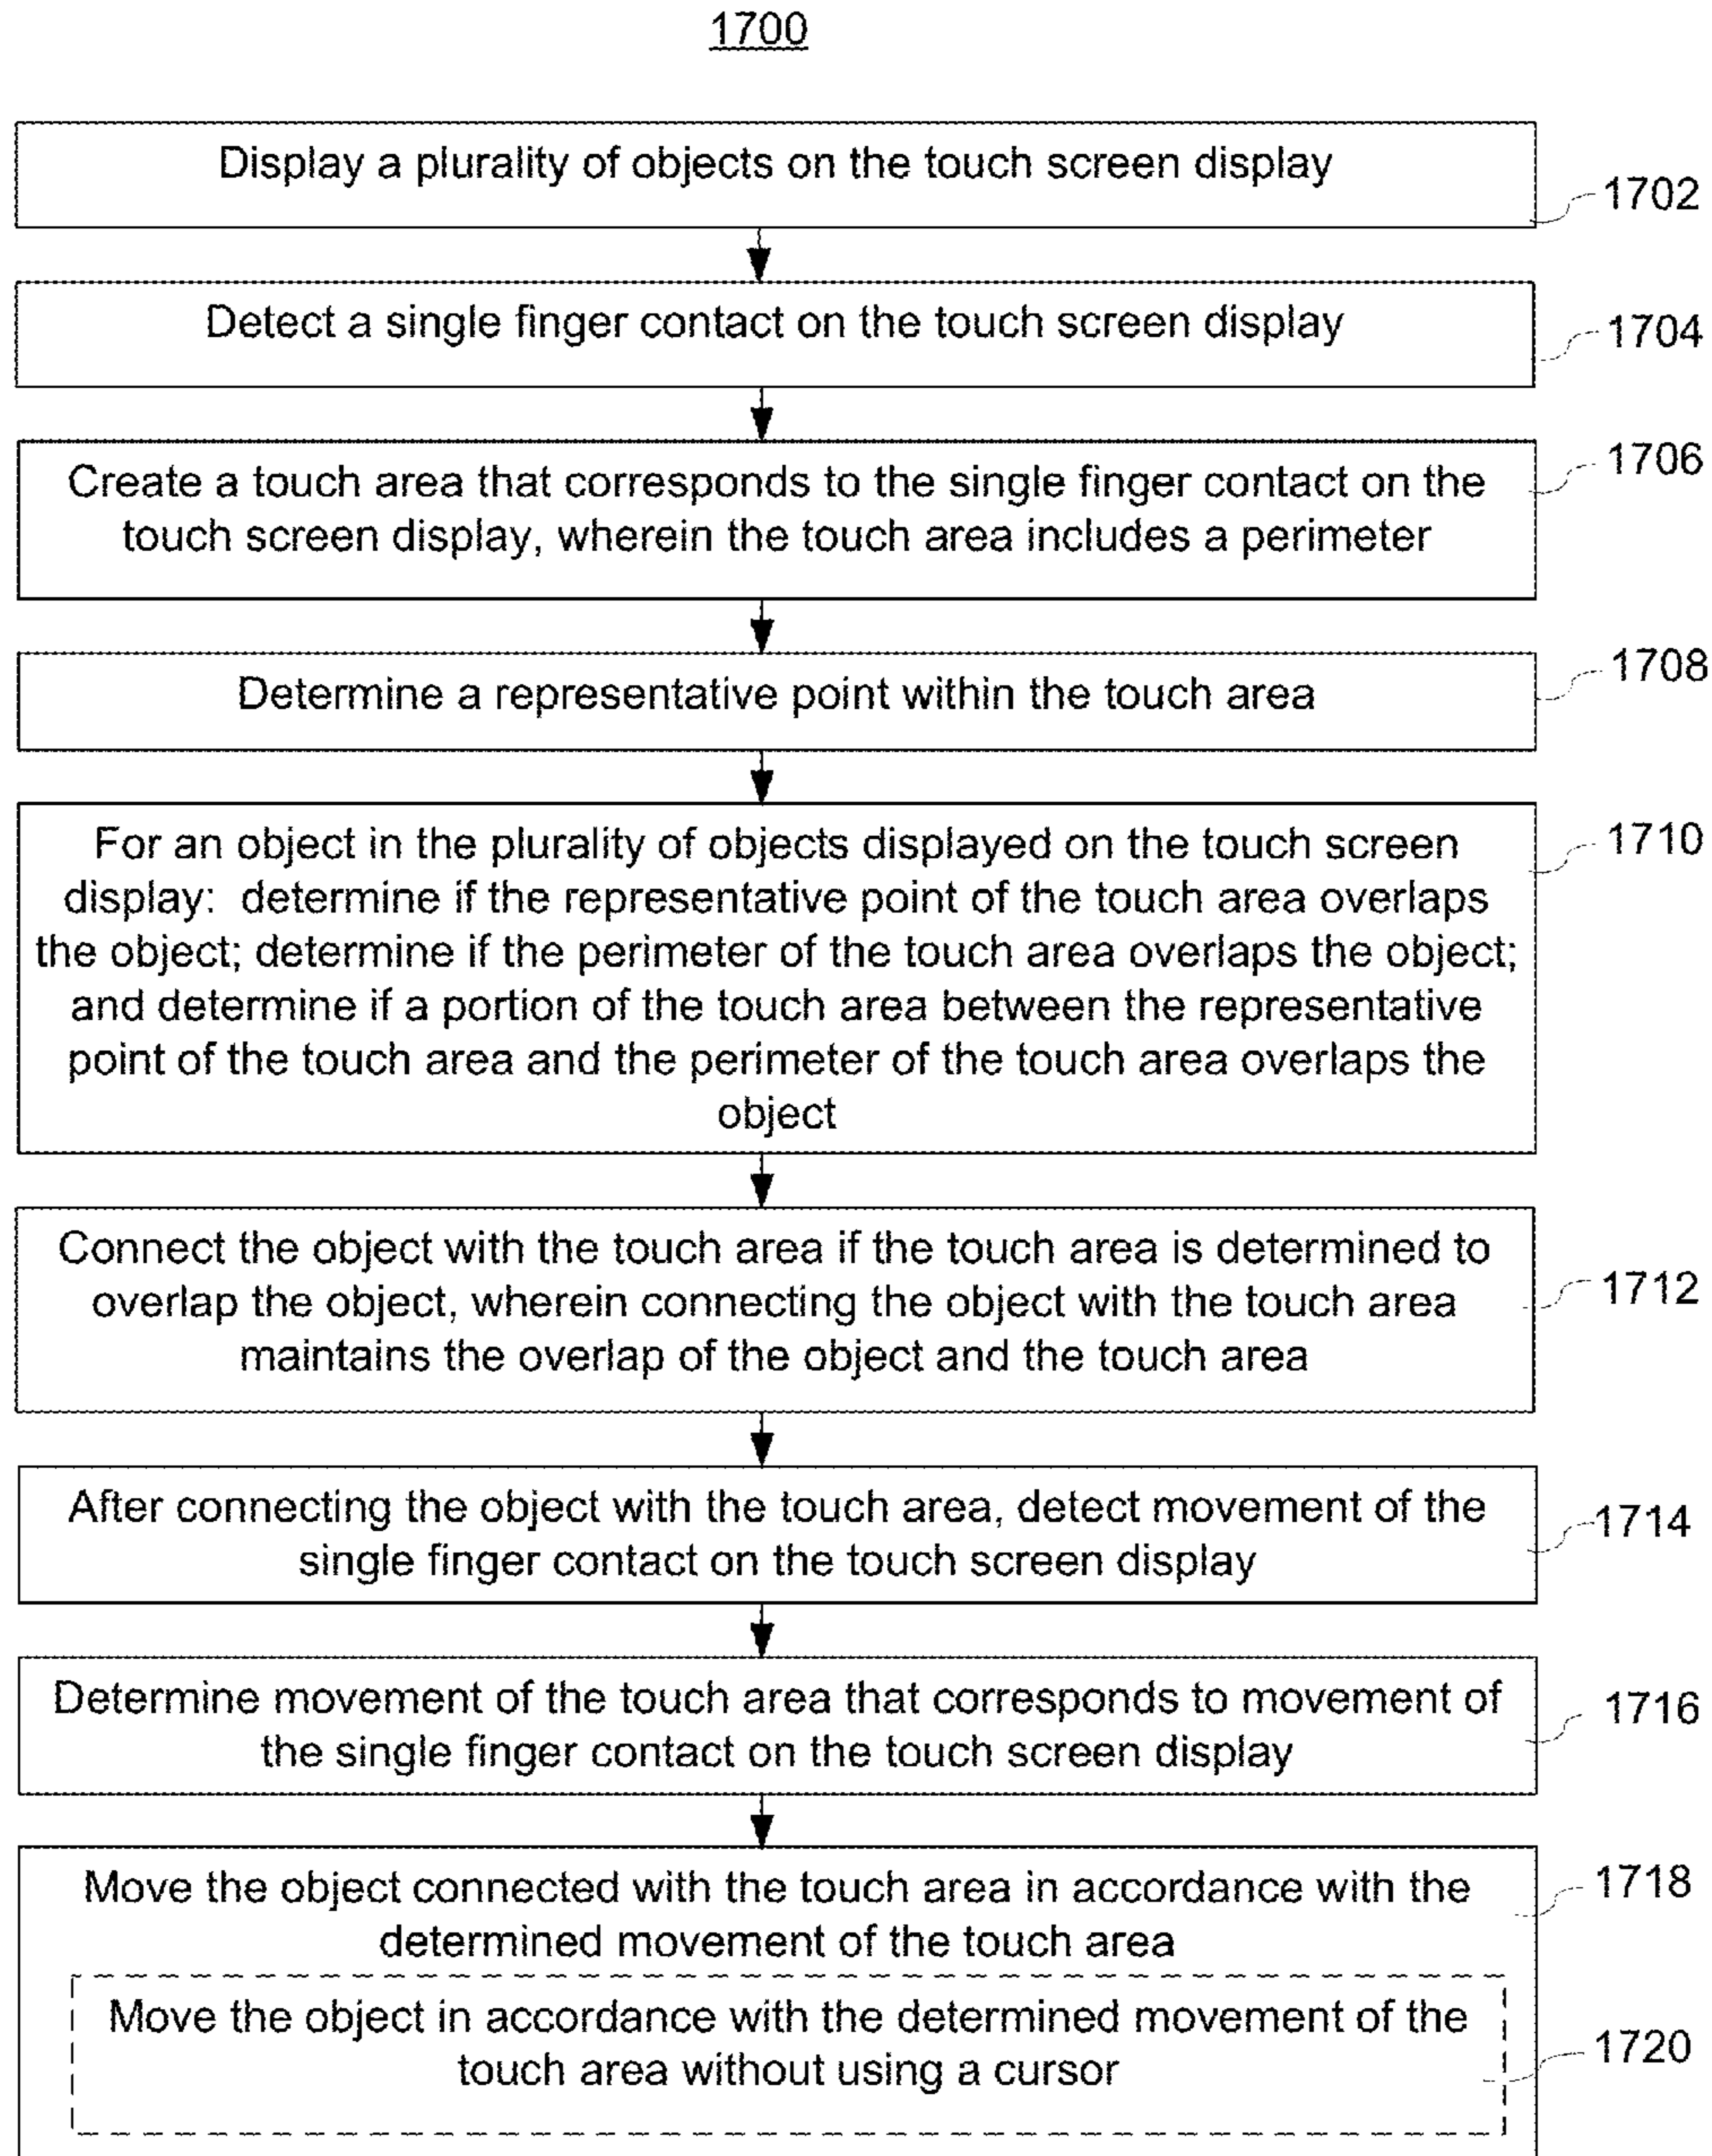 1700
Display a plurality of objects on the touch screen display
1702
Detect a single finger contact on the touch screen display
1704
Create a touch area that corresponds to the single finger contact on the
touch screen display, wherein the touch area includes a perimeter
1706
Determine a representative point within the touch area
1708
For an object in the plurality of objects displayed on the touch screen
display: determine if the representative point of the touch area overlaps
the object; determine if the perimeter of the touch area overlaps the object;
and determine if a portion of the touch area between the representative
point of the touch area and the perimeter of the touch area overlaps the
object
1710
Connect the object with the touch area if the touch area is determined to
overlap the object, wherein connecting the object with the touch area
maintains the overlap of the object and the touch area
1712
After connecting the object with the touch area, detect movement of the
single finger contact on the touch screen display
1714
Determine movement of the touch area that corresponds to movement of
the single finger contact on the touch screen display
1716
Move the object connected with the touch area in accordance with the
determined movement of the touch area
1718
Move the object in accordance with the determined movement of the
touch area without using a cursor
1720